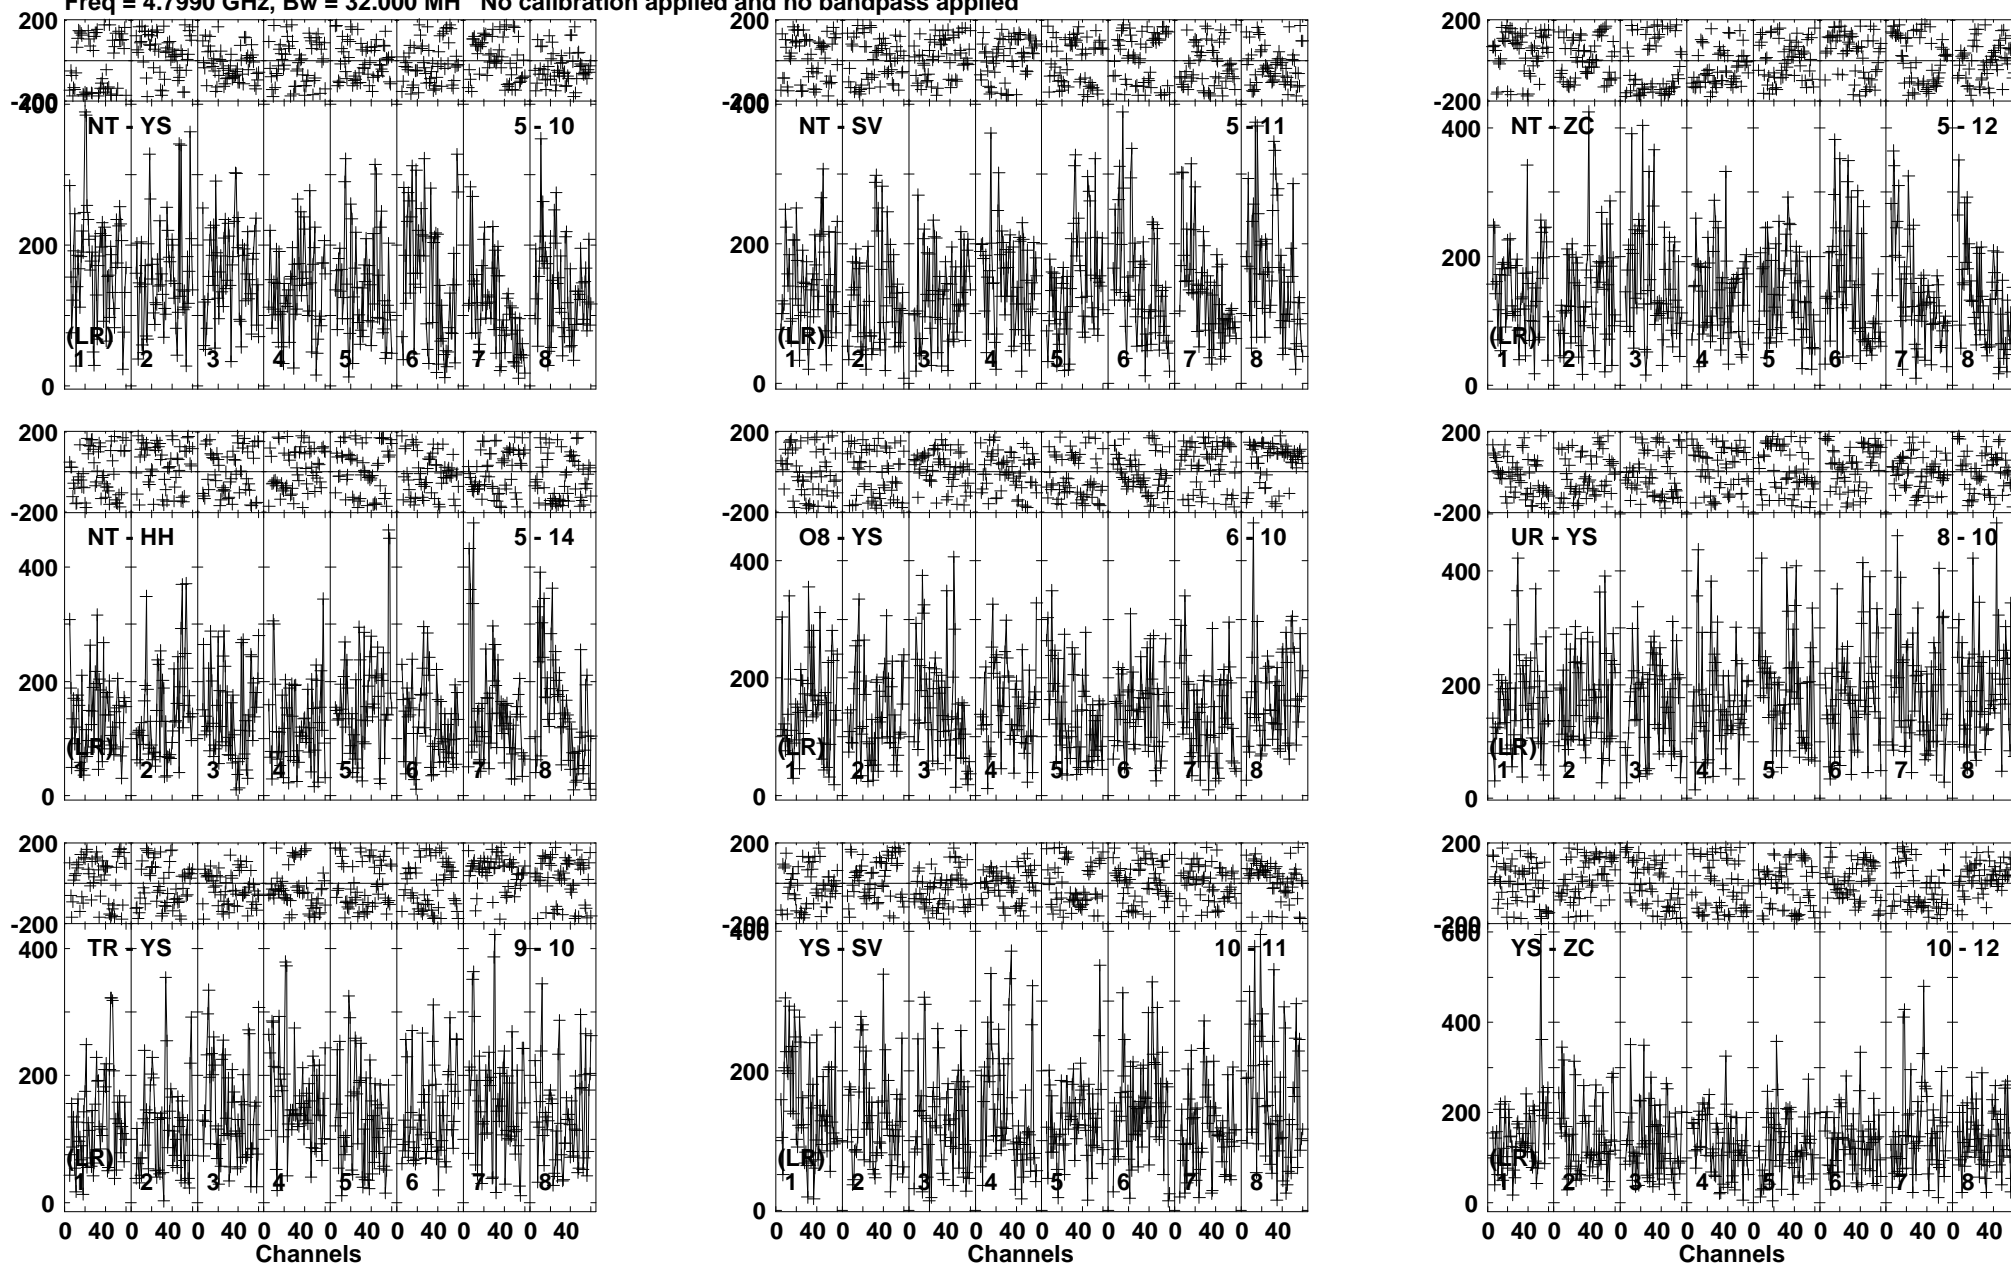 Freq = 4.7990 GHz, Bw = 32.000 MH No calibration applied and no bandpass applied
200 200 200
-200 -200 -200
400 400 400
NT - YS 5 - 10 NT - SV 5 - 11 NT - ZC 5 - 12
200 200 200
(LR) (LR) (LR)
1 2 3 4 5 6 7 8 1 2 3 4 5 6 7 8 1 2 3 4 5 6 7 8
0 0 0
200 200 200
-200 -200 -200
NT - HH 5 - 14 O8 - YS 6 - 10 UR - YS 8 - 10
400 400 400
200 200 200
(LR) (LR) (LR)
1 2 3 4 5 6 7 8 1 2 3 4 5 6 7 8 1 2 3 4 5 6 7 8
0 0 0
200 200 200
-200 -200 -200
400 400 600
TR - YS 9 - 10 YS - SV 10 - 11 YS - ZC 10 - 12
400
200 200 200
(LR) (LR) (LR)
1 2 3 4 5 6 7 8 1 2 3 4 5 6 7 8 1 2 3 4 5 6 7 8
0 0 0
0 40 0 40 0 40 0 40 0 40 0 40 0 40 0 40 0 40 0 40 0 40 0 40 0 40 0 40 0 40 0 40 0 40 0 40 0 40 0 40 0 40 0 40 0 40 0 40
Channels Channels Channels